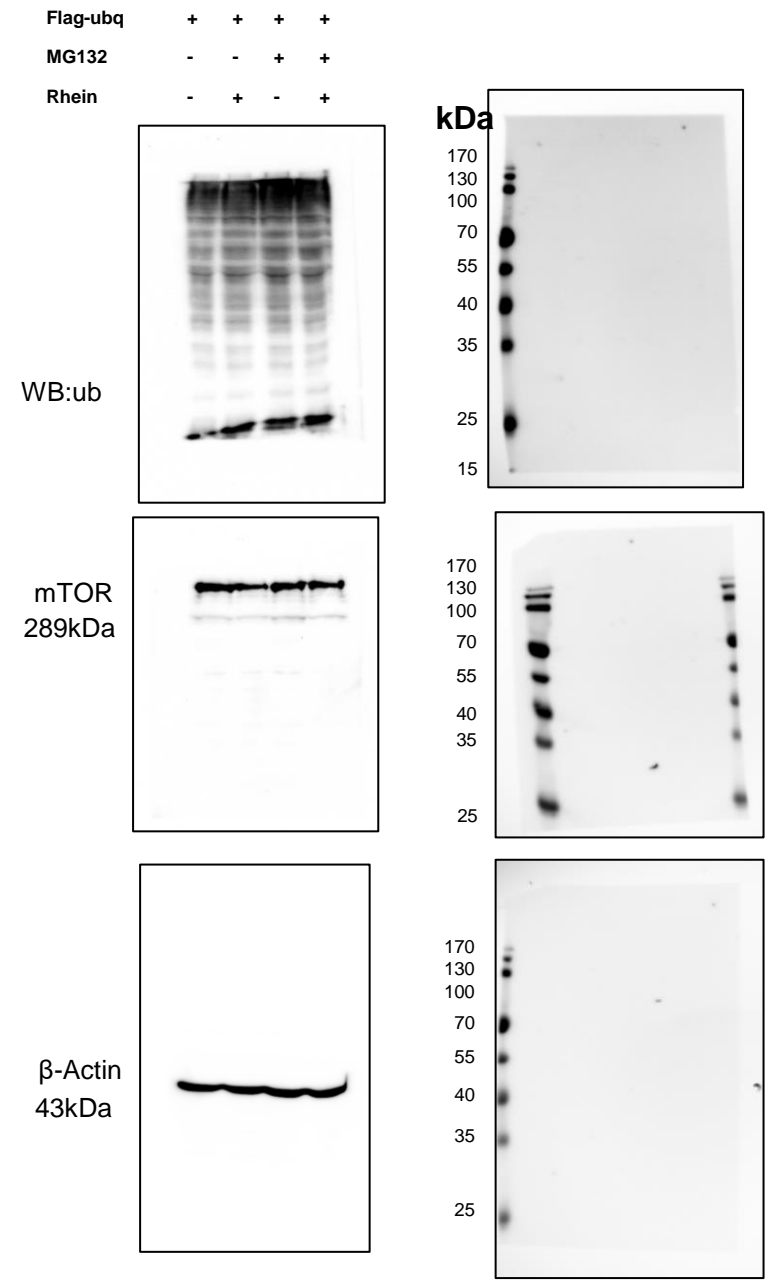 Flag-ubq + + + +
MG132 - - + +
Rhein - + - +
WB:ub
kDa
170
130
100
70
55
40
35
25
15
mTOR
289kDa
170
130
100
70
55
40
35
25
β-Actin
43kDa
170
130
100
70
55
40
35
25